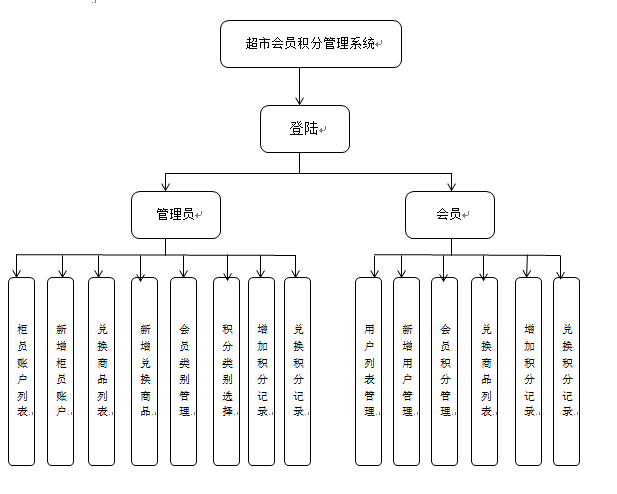 超市会员积分管理系统
登陆
管理员
会员
柜员账户列表
新增柜员账户
兑换商品列表
新增兑换商品
会员类别管理
积分类别选择
增加积分记录
兑换积分记录
用户列表管理
新增用户管理
会员积分管理
兑换商品列表
增加积分记录
兑换积分记录